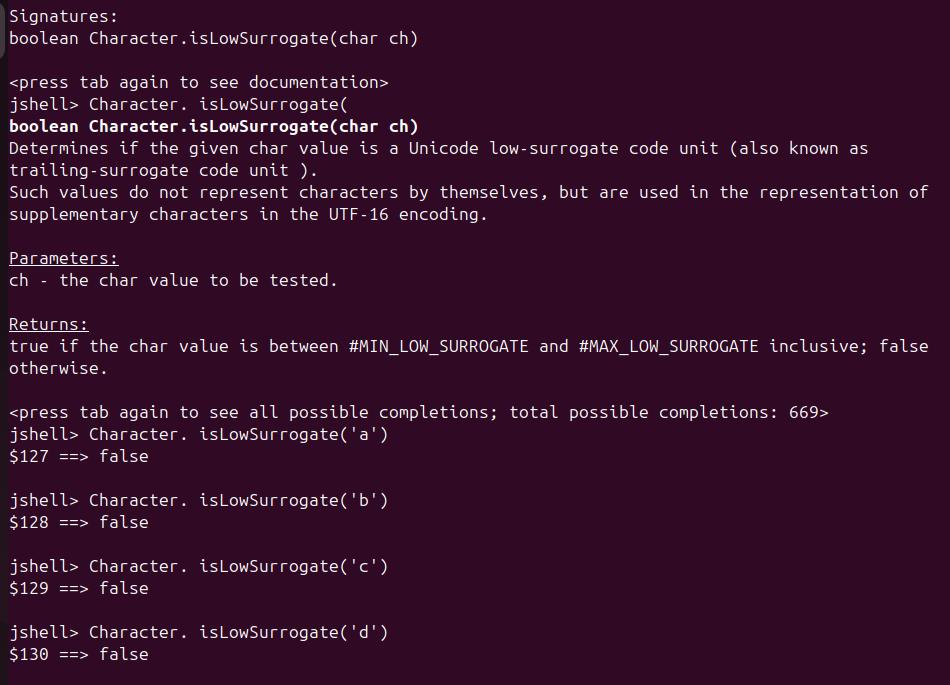 Signatures:
boolean Character.isLowSurrogate(char ch)
<press tab again to see documentation>
jshell> Character. isLowSurrogate(
boolean Character.isLowSurrogate(char ch)
Determines if the given char value is a Unicode low-surrogate code unit (also known as
trailing-surrogate code unit ).
Such values do not represent characters by themselves, but are used in the representation of
supplementary characters in the UTF-16 encoding.
Parameters:
ch - the char value to be tested.
Returns:
true if the char value is between #MIN_LOW_SURROGATE and #MAX_LOW_SURROGATE inclusive; false
otherwise.
<press tab again to see all possible completions; total possible completions: 669>
jshell> Character. isLowSurrogate('a')
$127 ==> false
jshell> Character. isLowSurrogate('b')
$128 ==> false
jshell> Character. isLowSurrogate('c')
$129 ==> false
jshell> Character. isLowSurrogate('d')
$130 ==> false